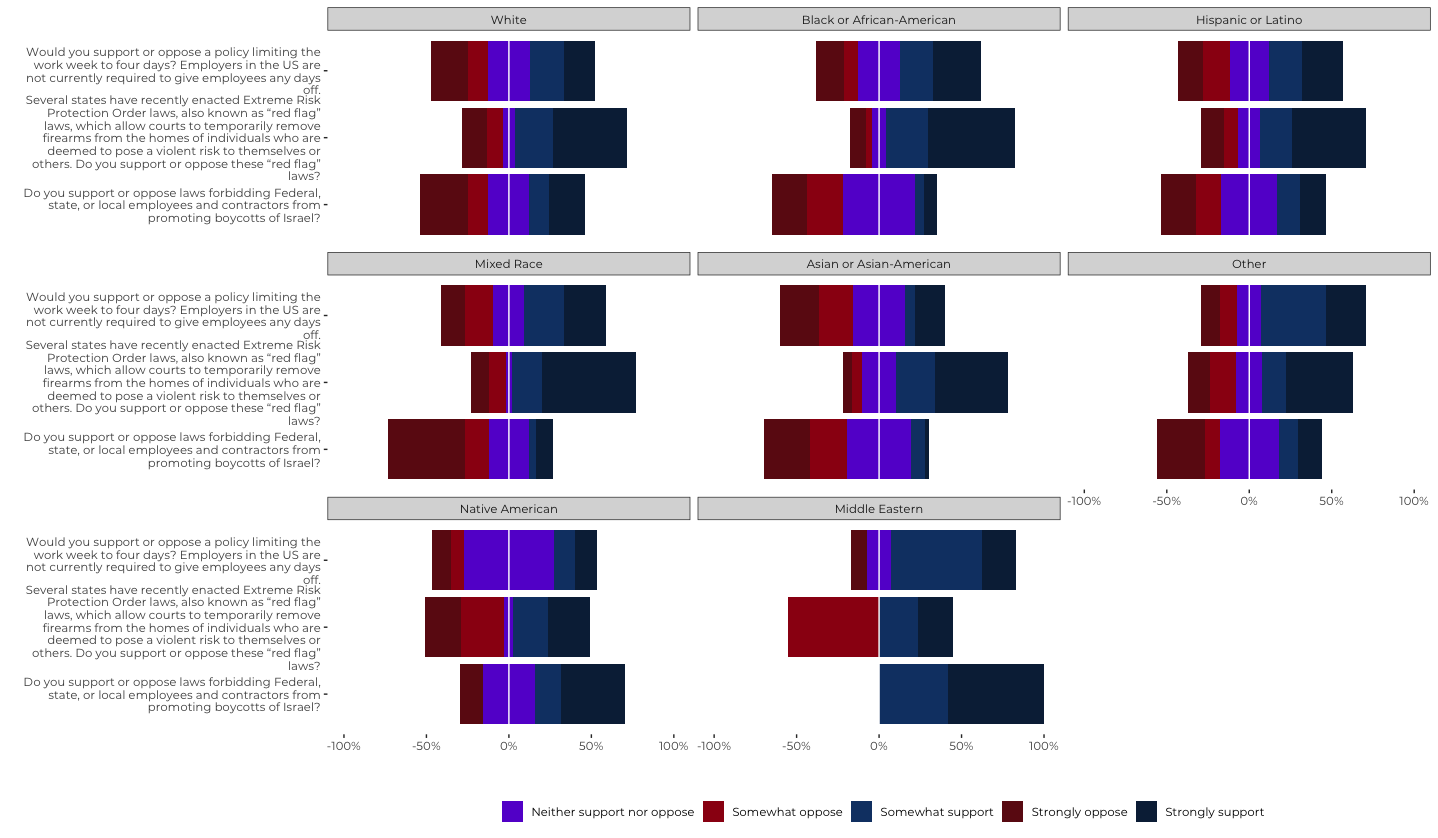 White
Black or African-American
Hispanic or Latino
Would you support or oppose a policy limiting the
work week to four days? Employers in the US are
not currently required to give employees any days
off.
Several states have recently enacted Extreme Risk
Protection Order laws, also known as “red flag”
laws, which allow courts to temporarily remove
firearms from the homes of individuals who are
deemed to pose a violent risk to themselves or
others. Do you support or oppose these “red flag”
laws?
Do you support or oppose laws forbidding Federal,
state, or local employees and contractors from
promoting boycotts of Israel?
Mixed Race
Asian or Asian-American
Other
Would you support or oppose a policy limiting the
work week to four days? Employers in the US are
not currently required to give employees any days
off.
Several states have recently enacted Extreme Risk
Protection Order laws, also known as “red flag”
laws, which allow courts to temporarily remove
firearms from the homes of individuals who are
deemed to pose a violent risk to themselves or
others. Do you support or oppose these “red flag”
laws?
Do you support or oppose laws forbidding Federal,
state, or local employees and contractors from
promoting boycotts of Israel?
-100% -50% 0% 50% 100%
Native American
Middle Eastern
Would you support or oppose a policy limiting the
work week to four days? Employers in the US are
not currently required to give employees any days
off.
Several states have recently enacted Extreme Risk
Protection Order laws, also known as “red flag”
laws, which allow courts to temporarily remove
firearms from the homes of individuals who are
deemed to pose a violent risk to themselves or
others. Do you support or oppose these “red flag”
laws?
Do you support or oppose laws forbidding Federal,
state, or local employees and contractors from
promoting boycotts of Israel?
-100% -50% 0% 50% 100%
-100% -50% 0% 50% 100%
Neither support nor oppose
Somewhat oppose
Somewhat support
Strongly oppose
Strongly support